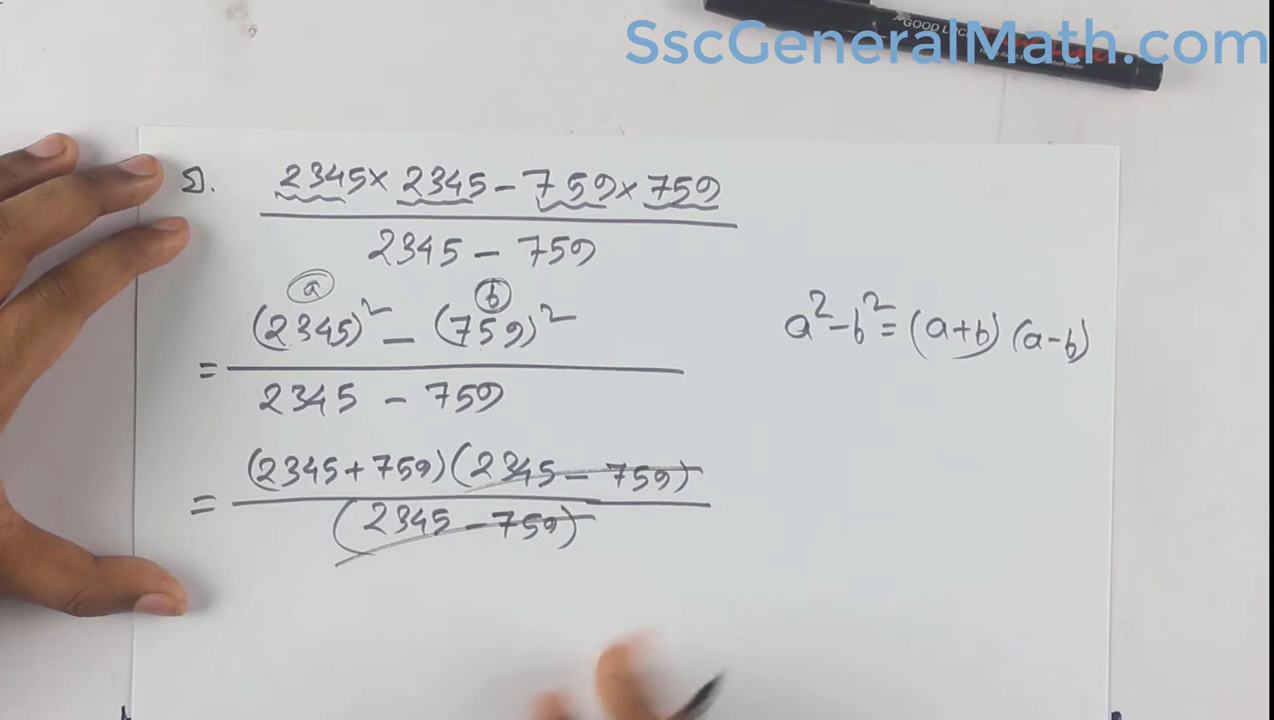 SscGeneralMath.com
GOOD LUCK
১. 2345 × 2345 - 759 × 759
2345 - 759
a b
= (2345)² - (759)²
2345 - 759
a² - b² = (a+b) (a-b)
= (2345 + 759) (2345 - 759)
(2345 - 759)